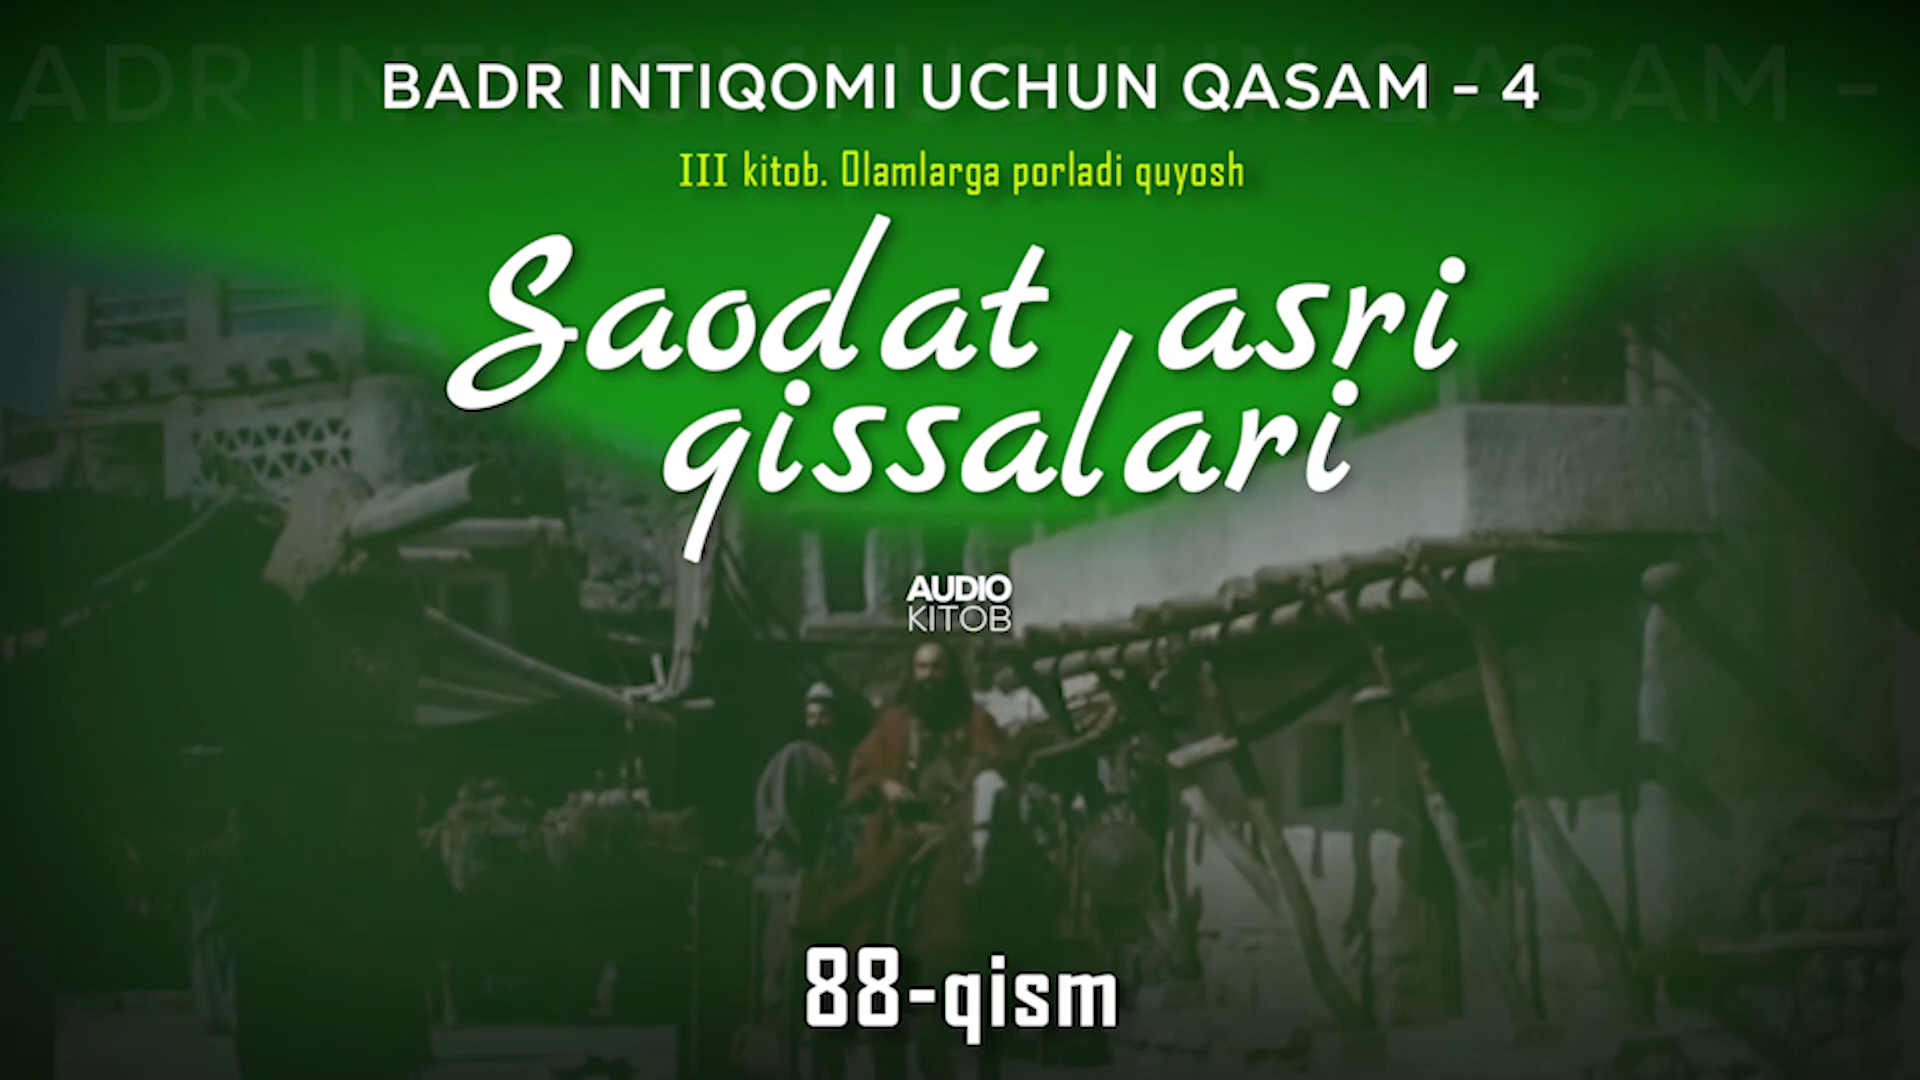 BADR INTIQOMI UCHUN QASAM - 4
III kitob. Olamlarga porladi quyosh
Saodat asri
qissalari
AUDIO
KITOB
88-qism